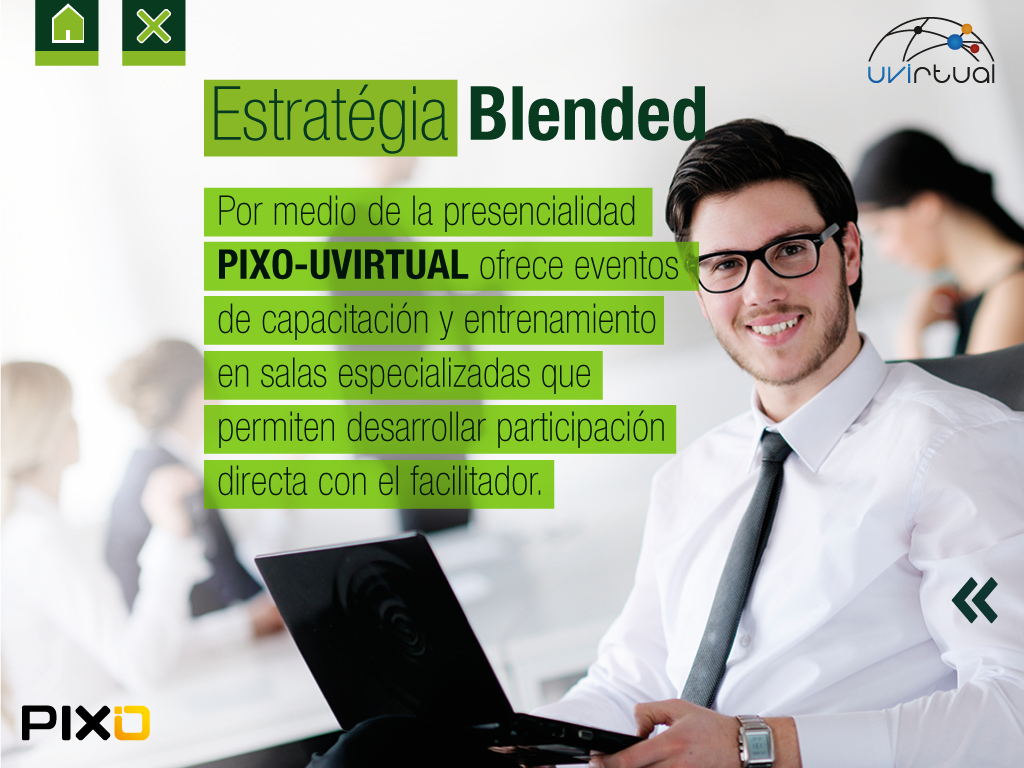 uvirtual
Estratégia Blended
Por medio de la presencialidad
PIXO-UVIRTUAL ofrece eventos
de capacitación y entrenamiento
en salas especializadas que
permiten desarrollar participación
directa con el facilitador.
PIXO